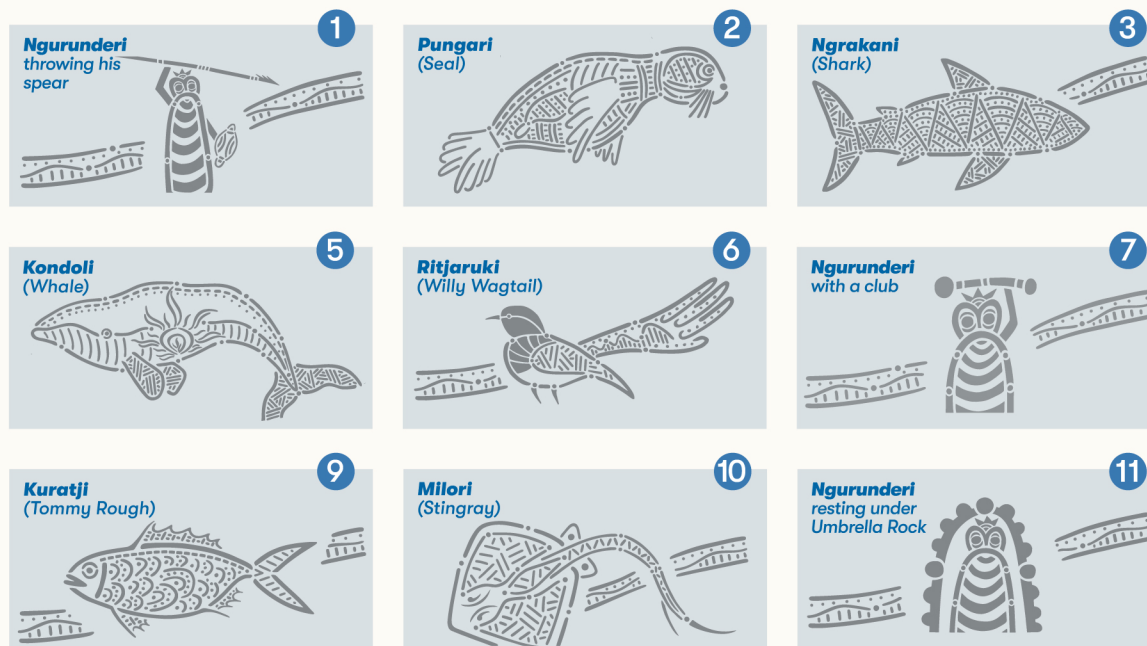 1
Ngurunderi
throwing his
spear
2
Pungari
(Seal)
3
Ngrakani
(Shark)
5
Kondoli
(Whale)
6
Ritjaruki
(Willy Wagtail)
7
Ngurunderi
with a club
9
Kuratji
(Tommy Rough)
10
Milori
(Stingray)
11
Ngurunderi
resting under
Umbrella Rock